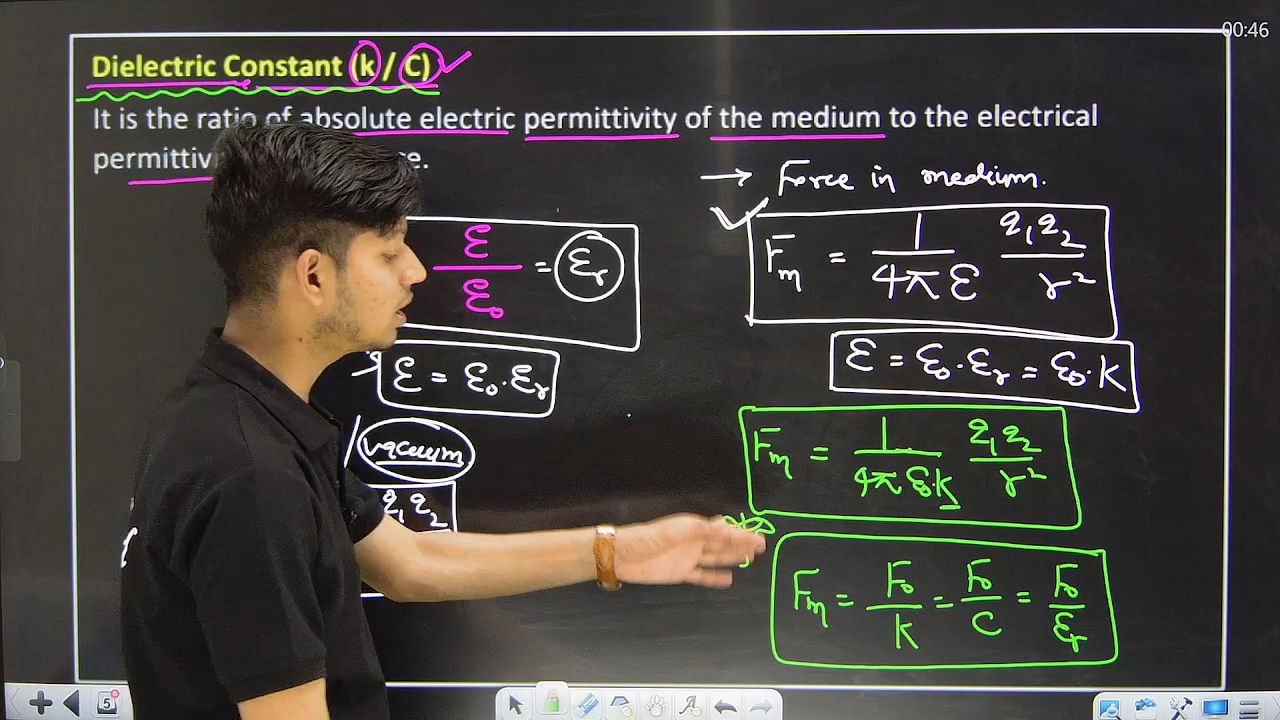 00:46
Dielectric Constant (k / C)
It is the ratio of absolute electric permittivity of the medium to the electrical
→ Force in medium.
ε/ε₀ = εr
Fm = 1/4πε q₁q₂/r²
ε = ε₀.εr = ε₀.K
ε = ε₀.εr
Fm = 1/4πε₀k q₁q₂/r²
vacuum
q₁q₂
Fm = F₀/K = F₀/C = F₀/εr
5